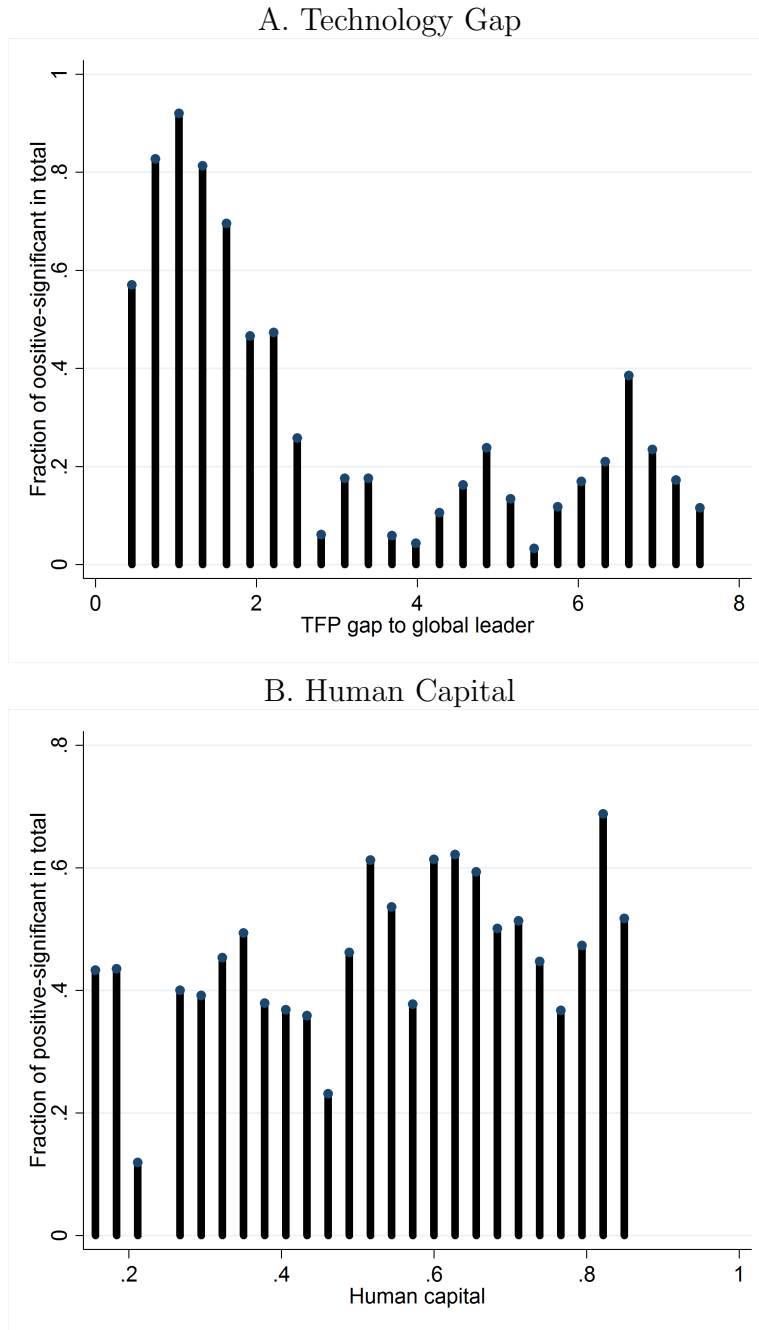 A. Technology Gap
Fraction of oositive-significant in total
1
.8
.6
.4
.2
0
0 2 4 6 8
TFP gap to global leader
B. Human Capital
Fraction of positive-significant in total
.8
.6
.4
.2
0
.2 .4 .6 .8 1
Human capital